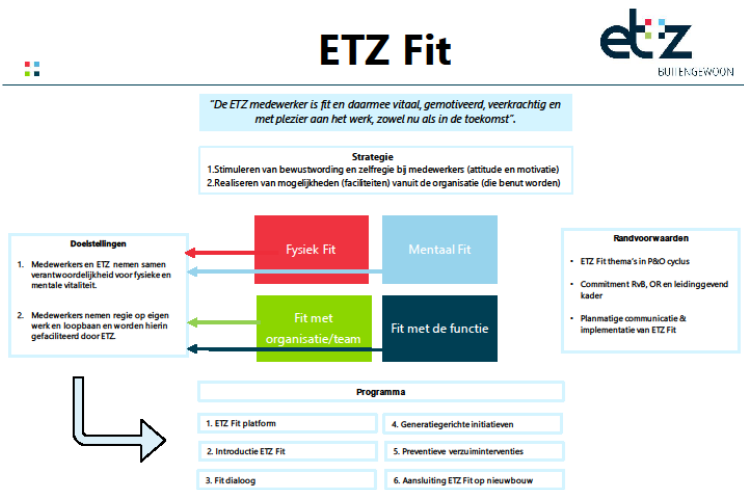 ETZ Fit
etz
BUITENGEWOON
"De ETZ medewerker is fit en daarmee vitaal, gemotiveerd, veerkrachtig en
met plezier aan het werk, zowel nu als in de toekomst".
Strategie
1.Stimuleren van bewustwording en zelfregie bij medewerkers (attitude en motivatie)
2.Realiseren van mogelijkheden (faciliteiten) vanuit de organisatie (die benut worden)
Doelstellingen
1. Medewerkers en ETZ nemen samen
verantwoordelijkheid voor fysieke en
mentale vitaliteit.
2. Medewerkers nemen regie op eigen
werk en loopbaan en worden hierin
gefaciliteerd door ETZ.
Fysiek Fit
Mentaal Fit
Fit met
organisatie/team
Fit met de functie
Randvoorwaarden
• ETZ Fit thema's in P&O cyclus
• Commitment RvB, OR en leidinggevend
kader
• Planmatige communicatie &
implementatie van ETZ Fit
Programma
1. ETZ Fit platform
2. Introductie ETZ Fit
3. Fit dialoog
4. Generatiegerichte initiatieven
5. Preventieve verzuiminterventies
6. Aansluiting ETZ Fit op nieuwbouw